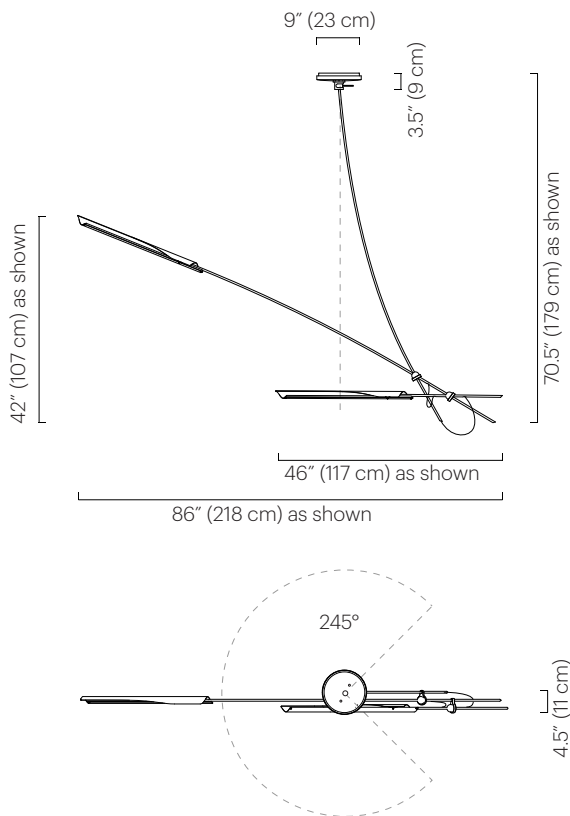 9” (23 cm)
3.5” (9 cm)
42” (107 cm) as shown
70.5” (179 cm) as shown
46” (117 cm) as shown
86” (218 cm) as shown
245°
4.5” (11 cm)